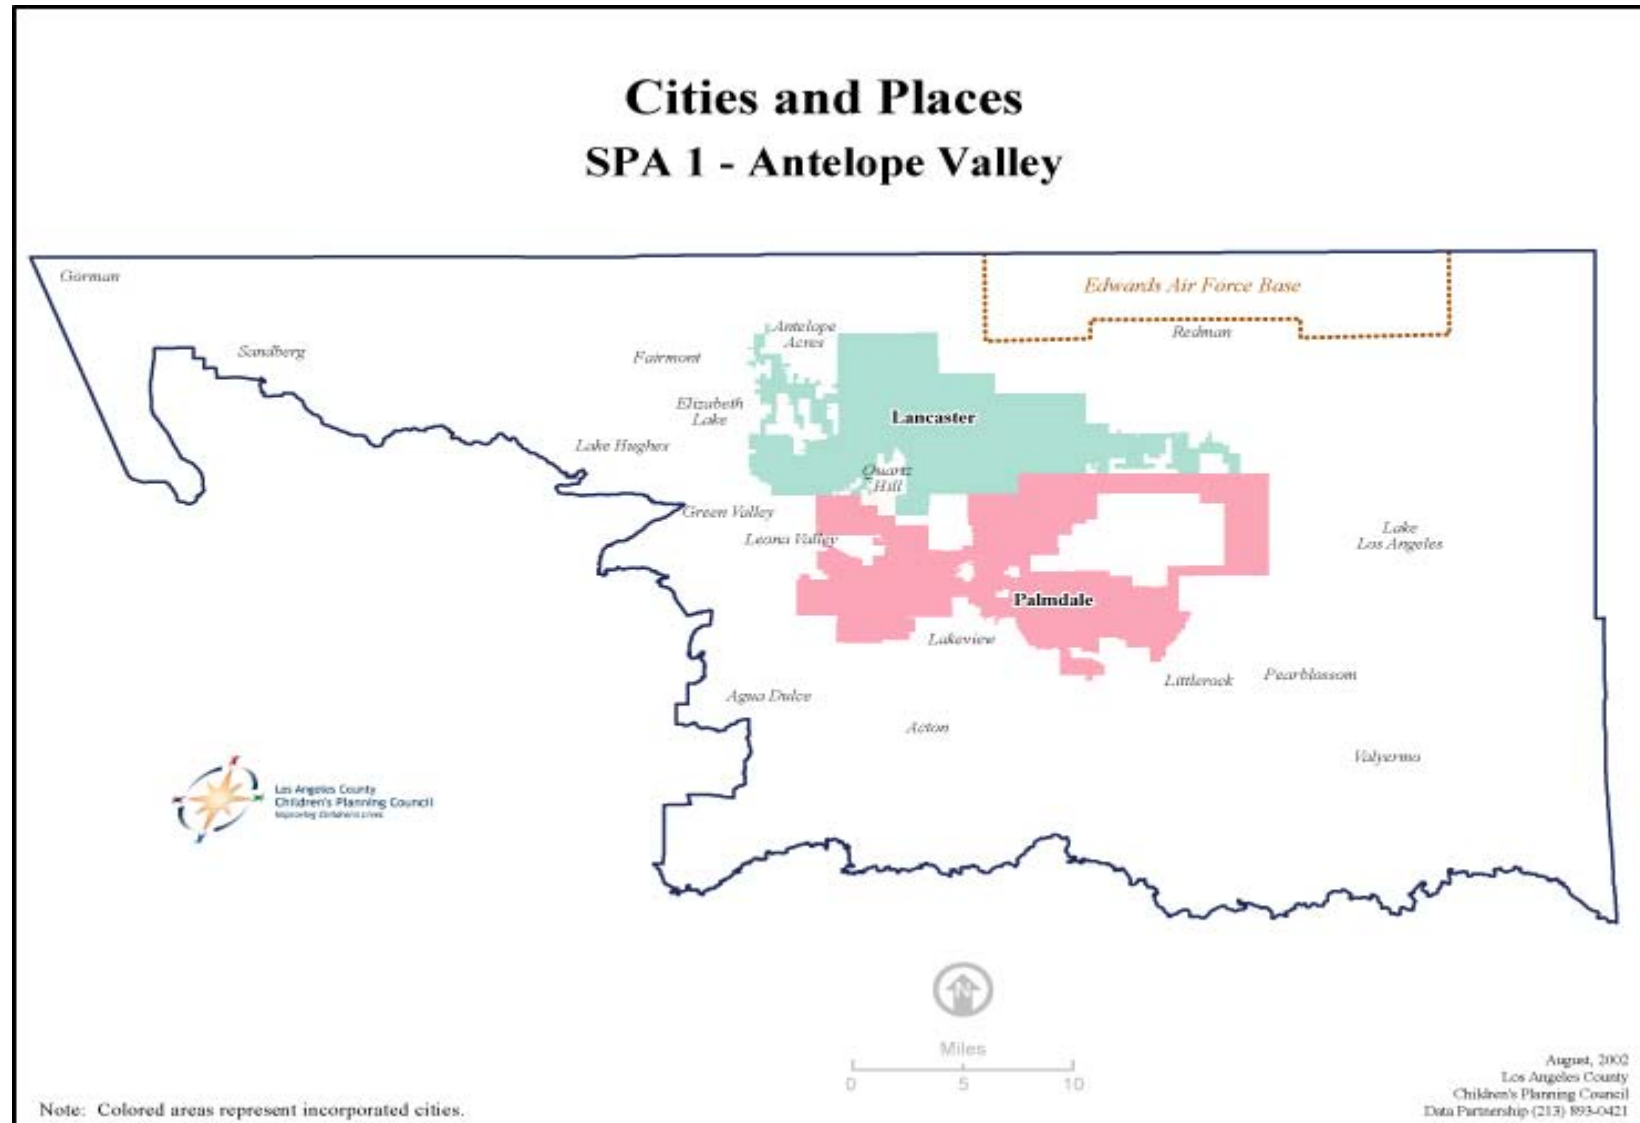 Cities and Places
SPA 1 - Antelope Valley
Gorman
Edwards Air Force Base
Antelope
Acres
Redman
Sandberg
Fairmont
Elizabeth
Lake
Lancaster
Lake Hughes
Quartz
Hill
Green Valley
Lake
Los Angeles
Leona Valley
Palmdale
Lakeview
Littlerock
Pearblossom
Agua Dulce
Acton
Valyermo
Los Angeles County
Children's Planning Council
Improving Children's Lives
N
Miles
0 5 10
August, 2002
Los Angeles County
Children's Planning Council
Data Partnership (213) 893-0421
Note: Colored areas represent incorporated cities.